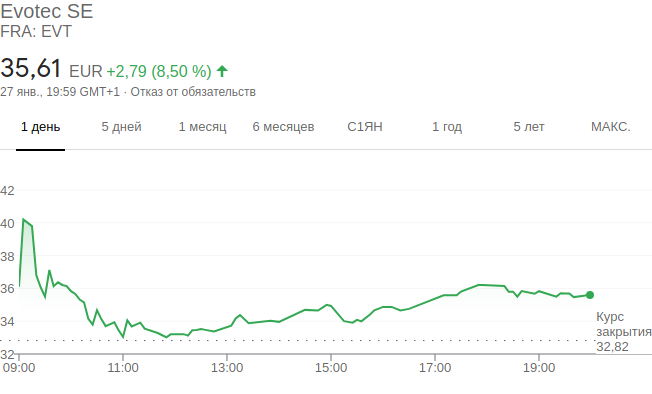 Evotec SE
FRA: EVT
35,61 EUR +2,79 (8,50 %)
27 янв., 19:59 GMT+1 · Отказ от обязательств
1 день 5 дней 1 месяц 6 месяцев С1ЯН 1 год 5 лет МАКС.
42
40
38
36
34
Курс
закрытия
32,82
32
09:00 11:00 13:00 15:00 17:00 19:00